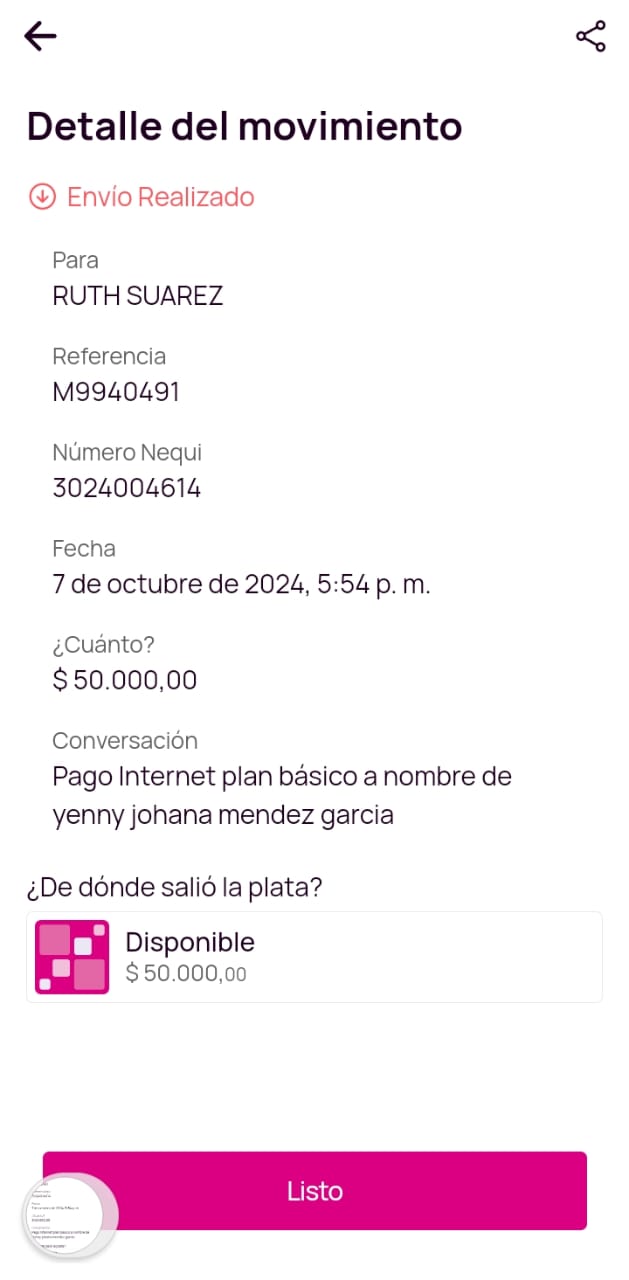 Detalle del movimiento
Envío Realizado
Para
RUTH SUAREZ
Referencia
M9940491
Número Nequi
3024004614
Fecha
7 de octubre de 2024, 5:54 p. m.
¿Cuánto?
$ 50.000,00
Conversación
Pago Internet plan básico a nombre de
yenny johana mendez garcia
¿De dónde salió la plata?
Disponible
$ 50.000,00
Listo